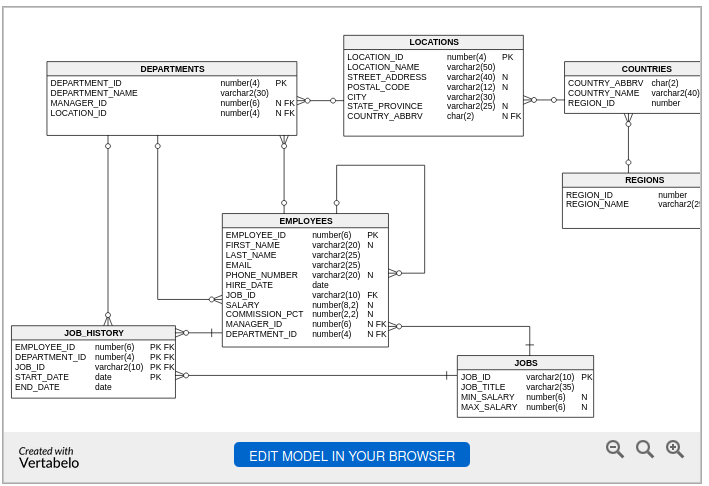 LOCATIONS
LOCATION_ID number(4) PK
LOCATION_NAME varchar2(50)
STREET_ADDRESS varchar2(40) N
POSTAL_CODE varchar2(12) N
CITY varchar2(30)
STATE_PROVINCE varchar2(25) N
COUNTRY_ABBRV char(2) N FK
DEPARTMENTS
DEPARTMENT_ID number(4) PK
DEPARTMENT_NAME varchar2(30)
MANAGER_ID number(6) N FK
LOCATION_ID number(4) N FK
COUNTRIES
COUNTRY_ABBRV char(2)
COUNTRY_NAME varchar2(40)
REGION_ID number
REGIONS
REGION_ID number
REGION_NAME varchar2(2
EMPLOYEES
EMPLOYEE_ID number(6) PK
FIRST_NAME varchar2(20) N
LAST_NAME varchar2(25)
EMAIL varchar2(25)
PHONE_NUMBER varchar2(20) N
HIRE_DATE date
JOB_ID varchar2(10) FK
SALARY number(8,2) N
COMMISSION_PCT number(2,2) N
MANAGER_ID number(6) N FK
DEPARTMENT_ID number(4) N FK
JOB_HISTORY
EMPLOYEE_ID number(6) PK FK
DEPARTMENT_ID number(4) PK FK
JOB_ID varchar2(10) PK FK
START_DATE date PK
END_DATE date
JOBS
JOB_ID varchar2(10) PK
JOB_TITLE varchar2(35)
MIN_SALARY number(6) N
MAX_SALARY number(6) N
Created with
Vertabelo
EDIT MODEL IN YOUR BROWSER